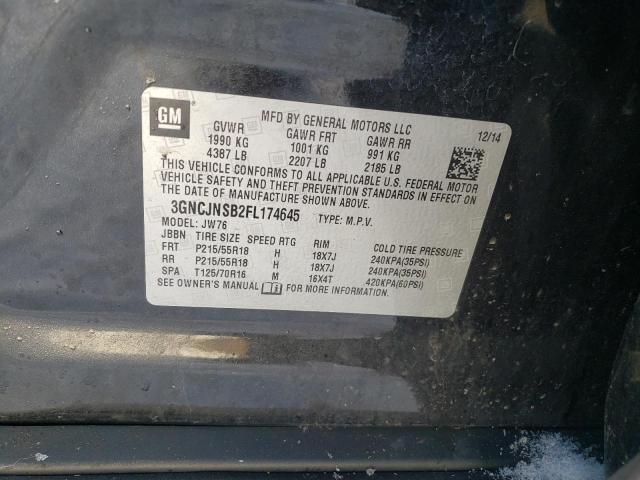 GM
MFD BY GENERAL MOTORS LLC
GVWR GAWR FRT GAWR RR 12/14
1990 KG 1001 KG 991 KG
4387 LB 2207 LB 2185 LB
THIS VEHICLE CONFORMS TO ALL APPLICABLE U.S. FEDERAL MOTOR
VEHICLE SAFETY AND THEFT PREVENTION STANDARDS IN EFFECT ON
THE DATE OF MANUFACTURE SHOWN ABOVE.
3GNCJNSB2FL174645 TYPE: M.P.V.
MODEL: JW76
JBBN TIRE SIZE SPEED RTG RIM COLD TIRE PRESSURE
FRT P215/55R18 H 18X7J 240KPA(35PSI)
RR P215/55R18 H 18X7J 240KPA(35PSI)
SPA T125/70R16 M 16X4T 420KPA(60PSI)
SEE OWNER'S MANUAL FOR MORE INFORMATION.